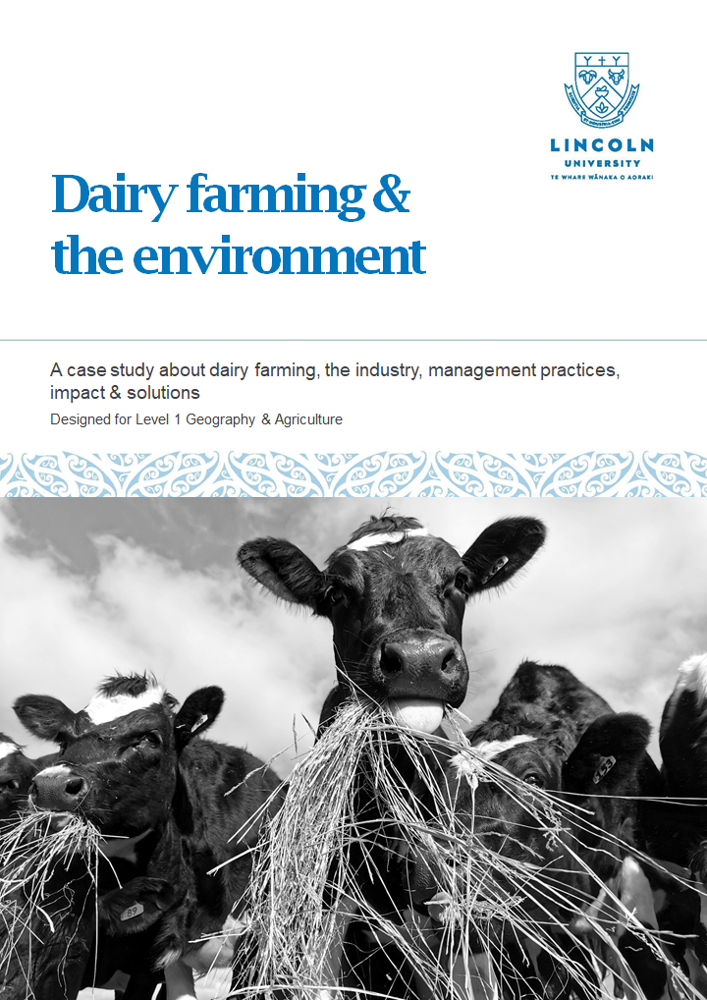 LINCOLN
UNIVERSITY
TE WHARE WĀNAKA O AORAKI
Dairy farming &
the environment
A case study about dairy farming, the industry, management practices,
impact & solutions
Designed for Level 1 Geography & Agriculture
89